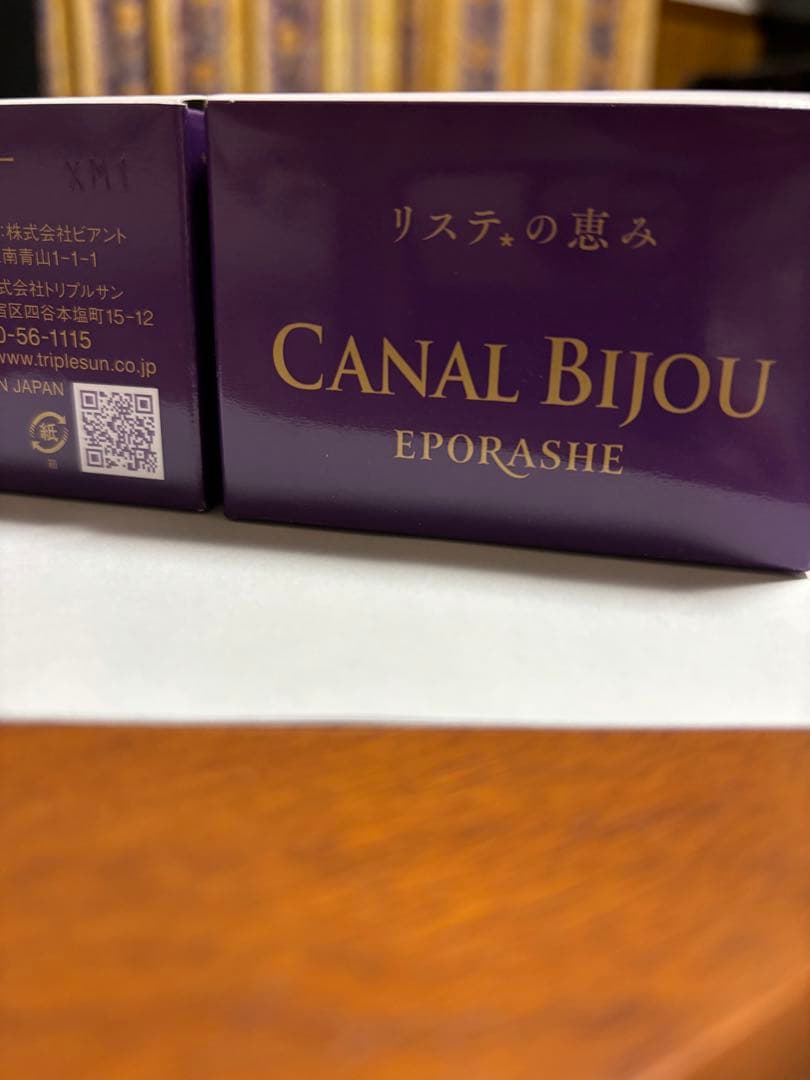 XM1
:株式会社ビアント
南青山1-1-1
式会社トリプルサン
宿区四谷本塩町15-12
0-56-1115
www.triplesun.co.jp
N JAPAN
紙
箱
リステ★の恵み
CANAL BIJOU
EPORASHE